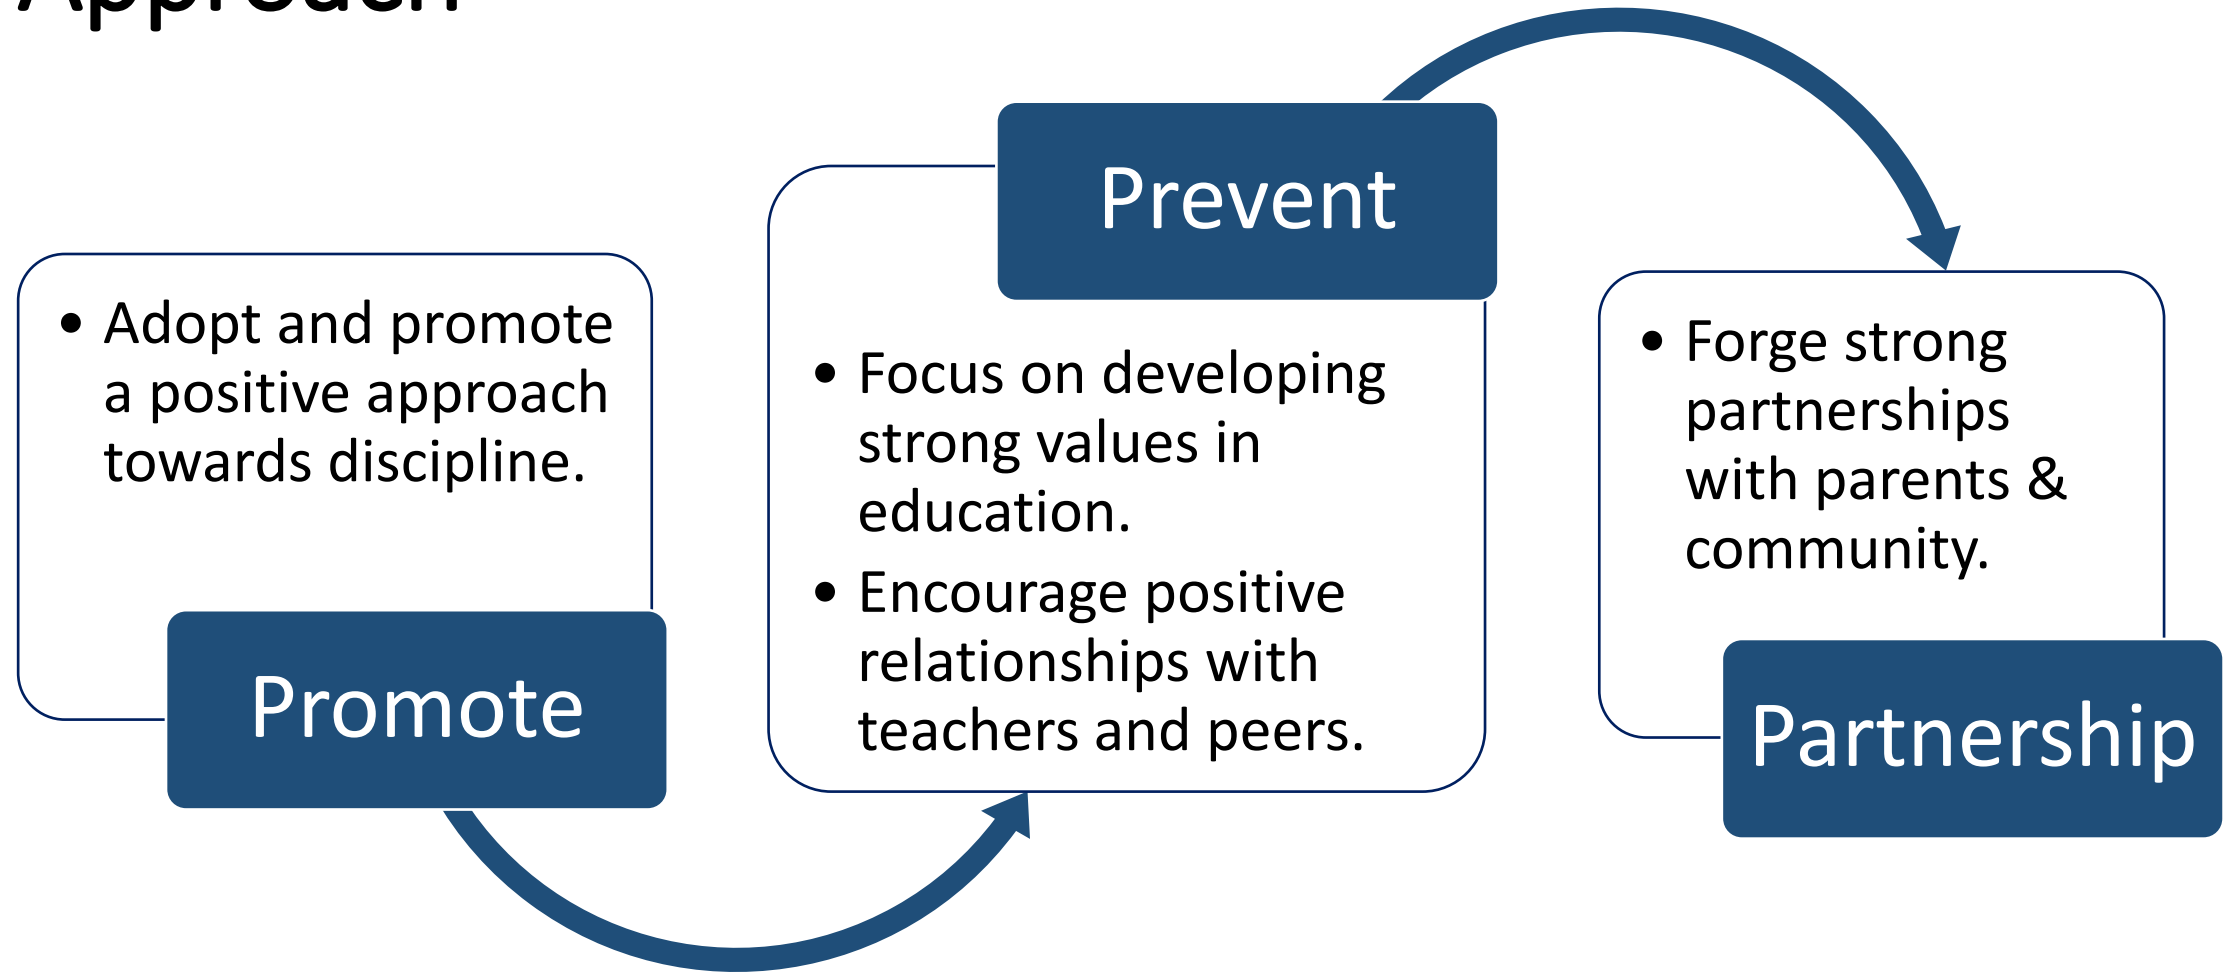 Approach
• Adopt and promote
a positive approach
towards discipline.
Promote
Prevent
• Focus on developing
strong values in
education.
• Encourage positive
relationships with
teachers and peers.
• Forge strong
partnerships
with parents &
community.
Partnership